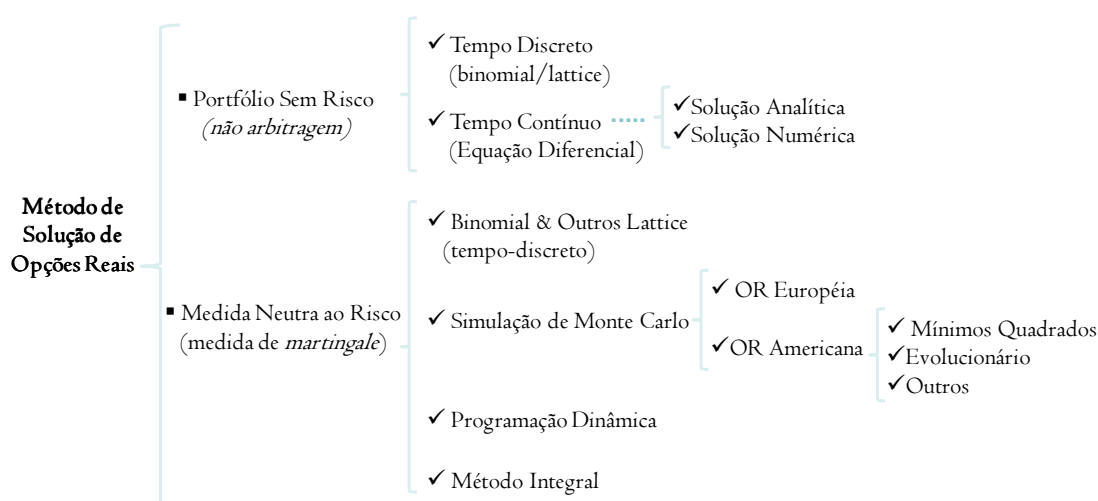 Método de
Solução de
Opções Reais
▪ Portfólio Sem Risco
(não arbitragem)
✓ Tempo Discreto
(binomial/lattice)
✓ Tempo Contínuo
(Equação Diferencial)
✓Solução Analítica
✓Solução Numérica
▪ Medida Neutra ao Risco
(medida de martingale)
✓ Binomial & Outros Lattice
(tempo-discreto)
✓ Simulação de Monte Carlo
✓ OR Européia
✓OR Americana
✓ Mínimos Quadrados
✓Evolucionário
✓Outros
✓ Programação Dinâmica
✓ Método Integral